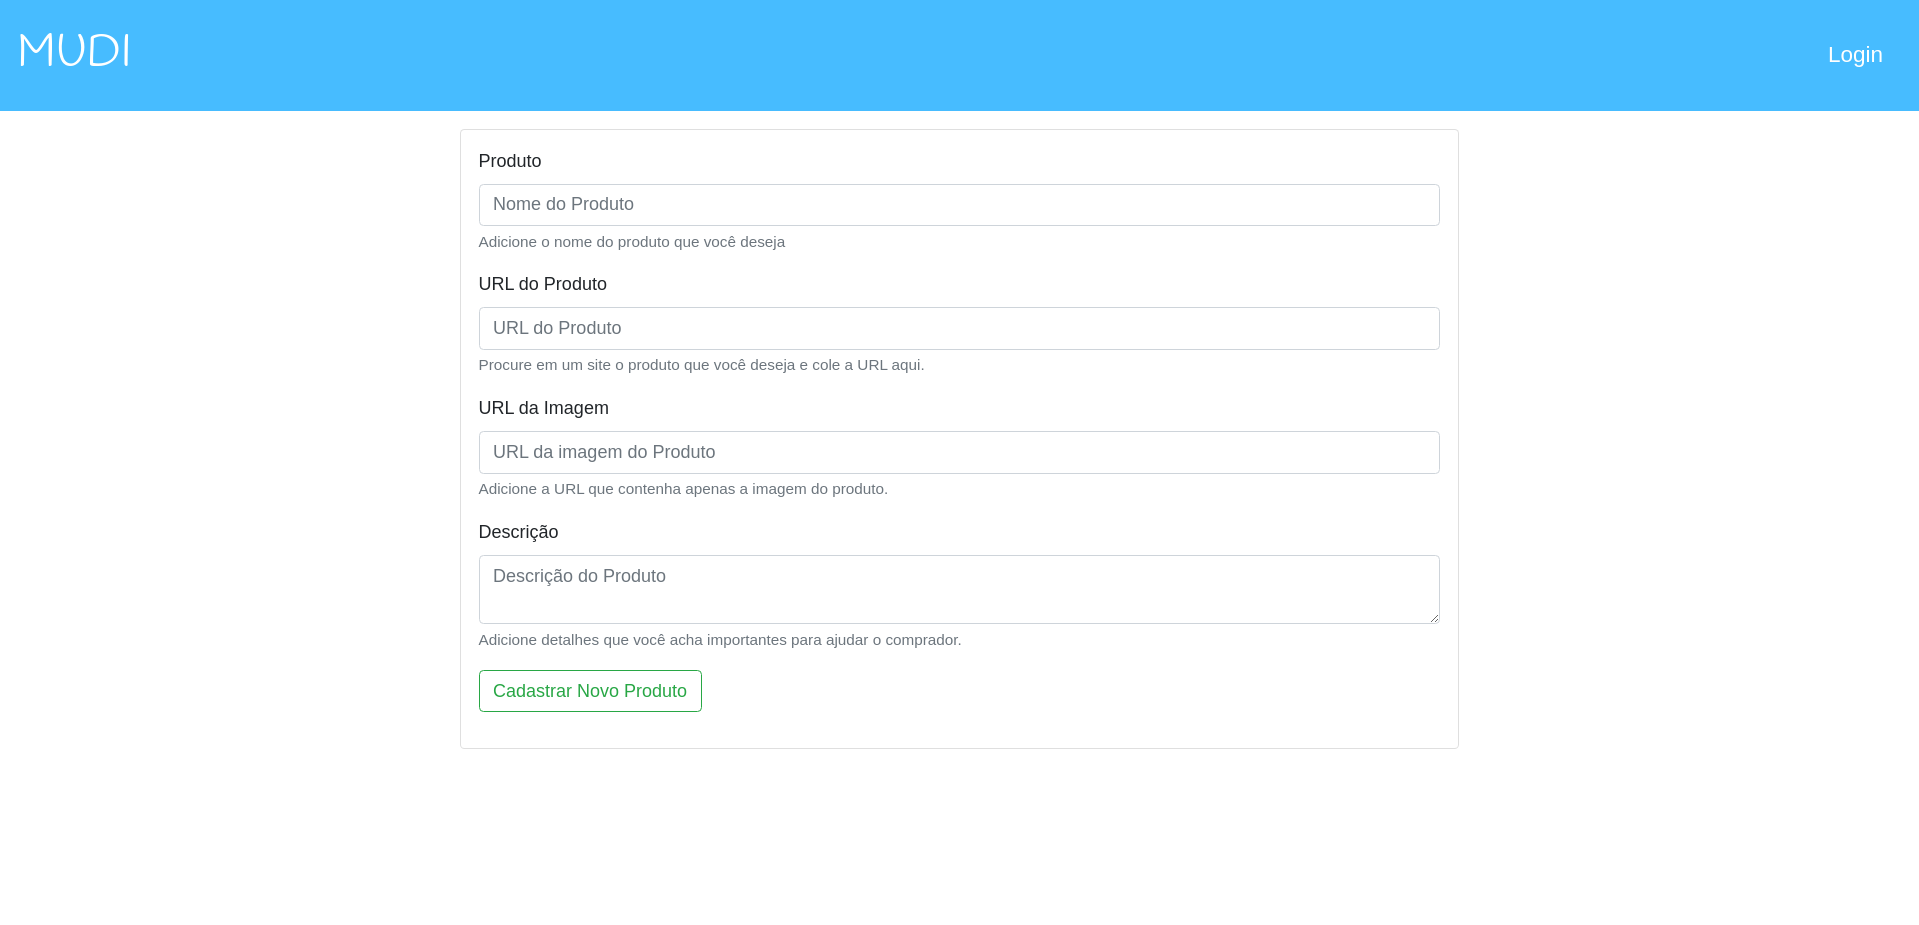 MUDI
Login
Produto
Nome do Produto
Adicione o nome do produto que você deseja
URL do Produto
URL do Produto
Procure em um site o produto que você deseja e cole a URL aqui.
URL da Imagem
URL da imagem do Produto
Adicione a URL que contenha apenas a imagem do produto.
Descrição
Descrição do Produto
Adicione detalhes que você acha importantes para ajudar o comprador.
Cadastrar Novo Produto